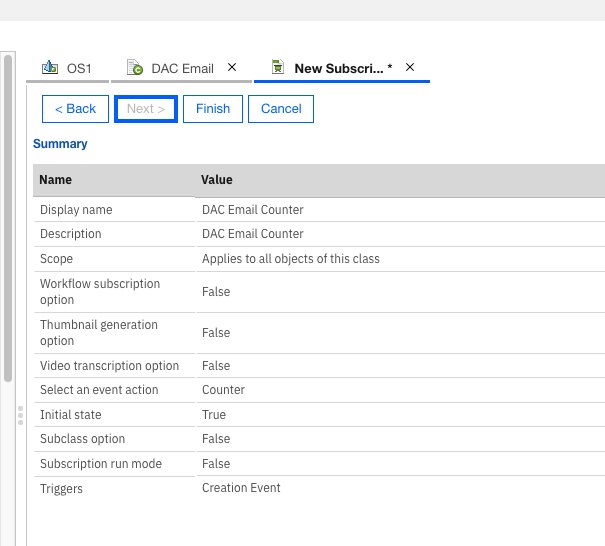 OS1 DAC Email × New Subscri... * ×
< Back Next > Finish Cancel
Summary
Name Value
Display name DAC Email Counter
Description DAC Email Counter
Scope Applies to all objects of this class
Workflow subscription
option False
Thumbnail generation
option False
Video transcription option False
Select an event action Counter
Initial state True
Subclass option False
Subscription run mode False
Triggers Creation Event